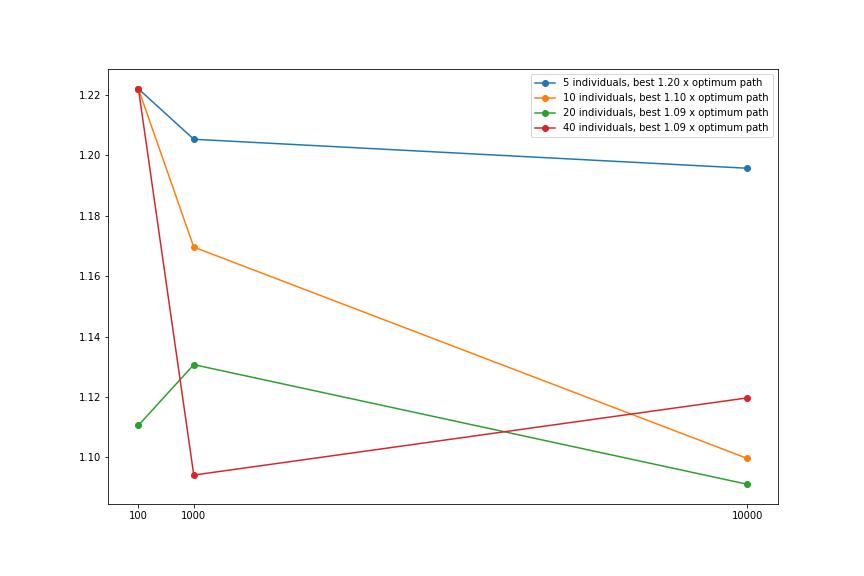 5 individuals, best 1.20 x optimum path
10 individuals, best 1.10 x optimum path
20 individuals, best 1.09 x optimum path
40 individuals, best 1.09 x optimum path
1.22
1.20
1.18
1.16
1.14
1.12
1.10
100 1000 10000